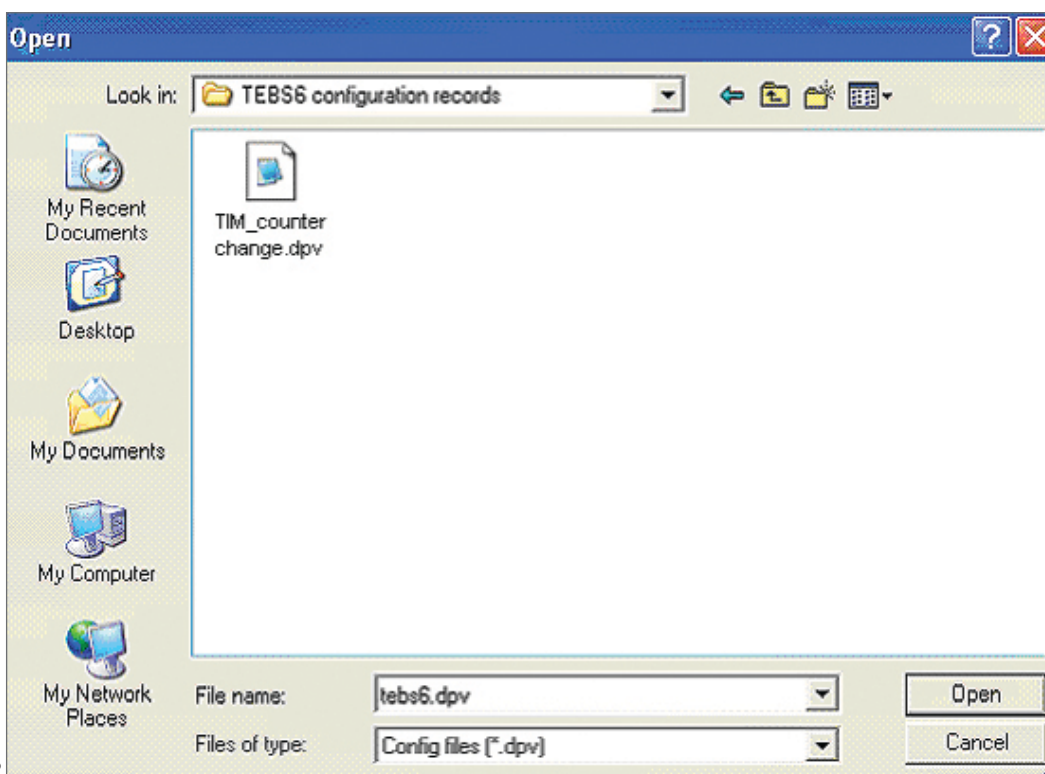 Open
Look in:
TEBS6 configuration records
My Recent
Documents
Desktop
My Documents
My Computer
My Network
Places
TIM_counter
change.dpv
File name:
tebs6.dpv
Open
Files of type:
Config files (*.dpv)
Cancel